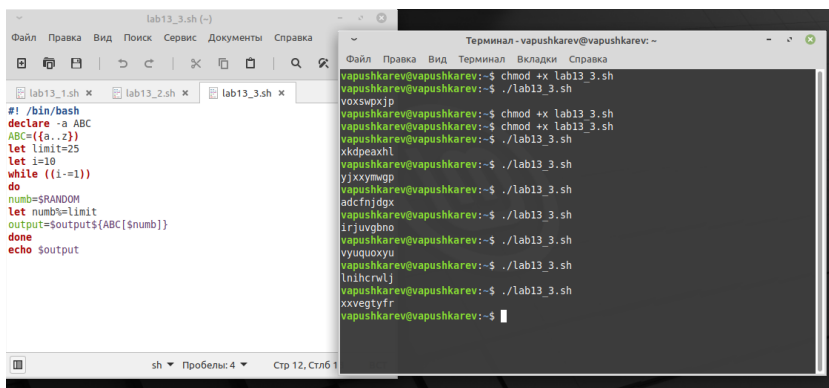 lab13_3.sh (~)
Файл Правка Вид Поиск Сервис Документы Справка
lab13_1.sh × lab13_2.sh × lab13_3.sh ×
#! /bin/bash
declare -a ABC
ABC=({a..z})
let limit=25
let i=10
while ((i-=1))
do
numb=$RANDOM
let numb%=limit
output=$output${ABC[$numb]}
done
echo $output
sh Пробелы: 4 Стр 12, Стлб 1
Терминал - vapushkarev@vapushkarev: ~
Файл Правка Вид Терминал Вкладки Справка
vapushkarev@vapushkarev:~$ chmod +x lab13_3.sh
vapushkarev@vapushkarev:~$ ./lab13_3.sh
voxswpxjp
vapushkarev@vapushkarev:~$ chmod +x lab13_3.sh
vapushkarev@vapushkarev:~$ chmod +x lab13_3.sh
vapushkarev@vapushkarev:~$ ./lab13_3.sh
xkdpeaxhl
vapushkarev@vapushkarev:~$ ./lab13_3.sh
yjxxymwgp
vapushkarev@vapushkarev:~$ ./lab13_3.sh
adcfnjdgx
vapushkarev@vapushkarev:~$ ./lab13_3.sh
irjuvgbno
vapushkarev@vapushkarev:~$ ./lab13_3.sh
vyuquoxyu
vapushkarev@vapushkarev:~$ ./lab13_3.sh
lnihcrwlj
vapushkarev@vapushkarev:~$ ./lab13_3.sh
xxvegtyfr
vapushkarev@vapushkarev:~$